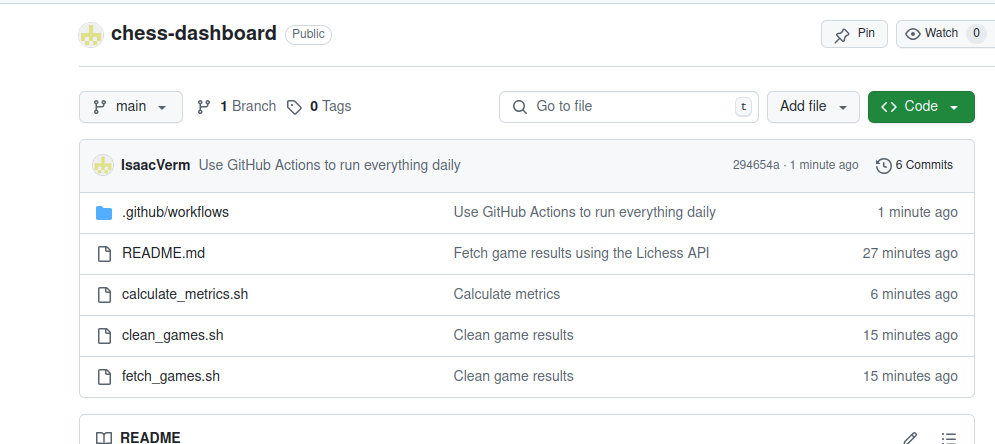 chess-dashboard Public Pin Watch 0
main 1 Branch 0 Tags Go to file t Add file Code
IsaacVerm Use GitHub Actions to run everything daily 294654a · 1 minute ago 6 Commits
.github/workflows Use GitHub Actions to run everything daily 1 minute ago
README.md Fetch game results using the Lichess API 27 minutes ago
calculate_metrics.sh Calculate metrics 6 minutes ago
clean_games.sh Clean game results 15 minutes ago
fetch_games.sh Clean game results 15 minutes ago
README